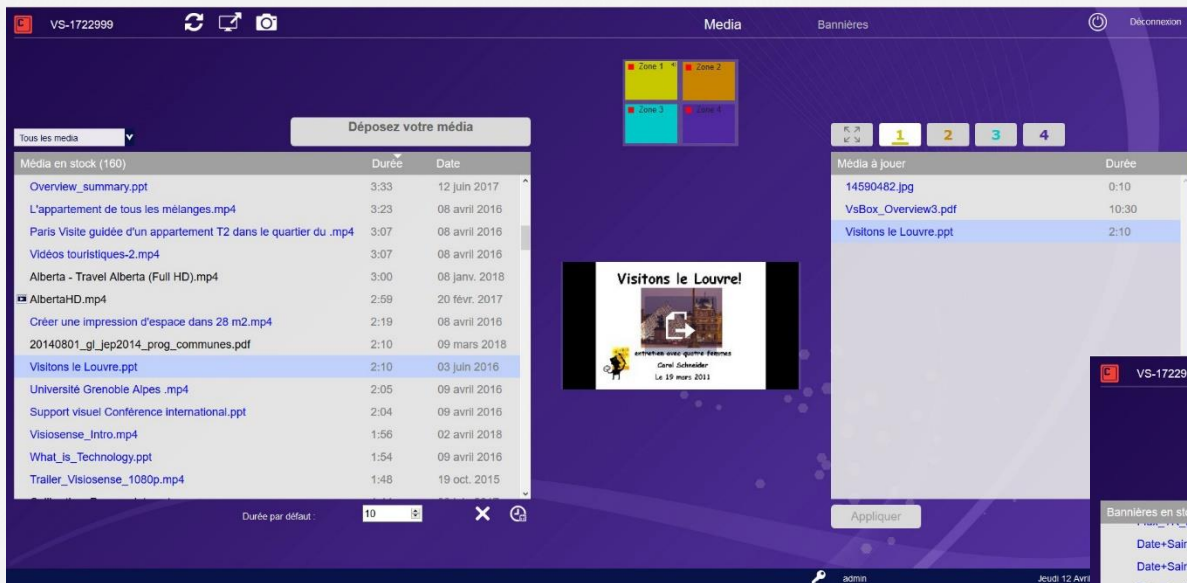 C VS-1722999 Media Bannières Déconnexion
Zone 1 Zone 2
Zone 3 Zone 4
Tous les media Déposez votre média
1 2 3 4
Média en stock (160) Durée Date
Overview_summary.ppt 3:33 12 juin 2017
L'appartement de tous les mélanges.mp4 3:23 08 avril 2016
Paris Visite guidée d'un appartement T2 dans le quartier du .mp4 3:07 08 avril 2016
Vidéos touristiques-2.mp4 3:07 08 avril 2016
Alberta - Travel Alberta (Full HD).mp4 3:00 08 janv. 2018
AlbertaHD.mp4 2:59 20 févr. 2017
Créer une impression d'espace dans 28 m2.mp4 2:19 08 avril 2016
20140801_gl_jep2014_prog_communes.pdf 2:10 09 mars 2018
Visitons le Louvre.ppt 2:10 03 juin 2016
Université Grenoble Alpes .mp4 2:05 09 avril 2016
Support visuel Conférence international.ppt 2:04 09 avril 2016
Visiosense_Intro.mp4 1:56 02 avril 2018
What_is_Technology.ppt 1:54 09 avril 2016
Trailer_Visiosense_1080p.mp4 1:48 19 oct. 2015
Durée par défaut : 10
Visitons le Louvre!
entretien avec quatre femmes
Carol Schneider
Le 19 mars 2011
Média à jouer Durée
14590482.jpg 0:10
VsBox_Overview3.pdf 10:30
Visitons le Louvre.ppt 2:10
Appliquer
admin Jeudi 12 Avri
C VS-17229
Bannières en sto
Date+Sain
Date+Sain